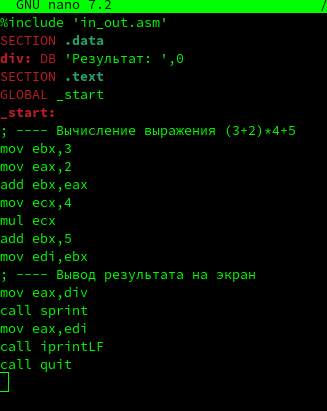 GNU nano 7.2 /
%include 'in_out.asm'
SECTION .data
div: DB 'Результат: ',0
SECTION .text
GLOBAL _start
_start:
; ---- Вычисление выражения (3+2)*4+5
mov ebx,3
mov eax,2
add ebx,eax
mov ecx,4
mul ecx
add ebx,5
mov edi,ebx
; ---- Вывод результата на экран
mov eax,div
call sprint
mov eax,edi
call iprintLF
call quit